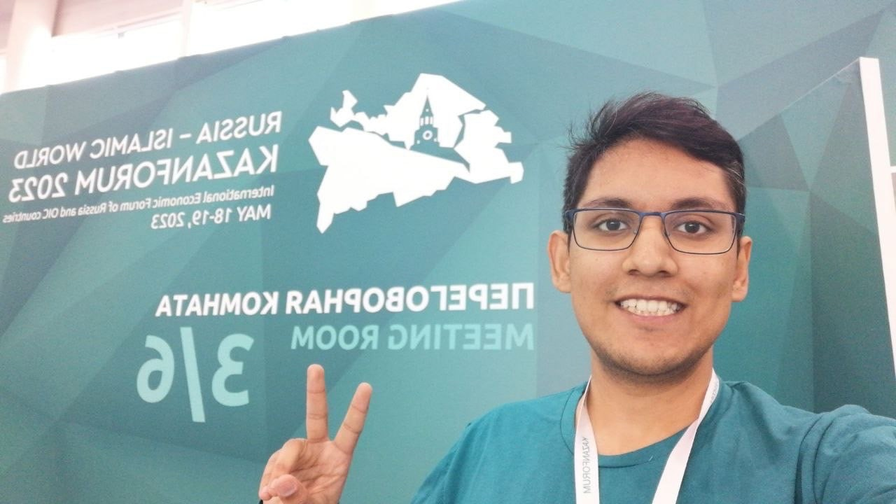 RUSSIA – ISLAMIC WORLD
KAZANFORUM 2023
International Economic Forum of Russia and OIC countries
MAY 18-19, 2023
ПЕРЕГОВОРНАЯ КОМНАТА
MEETING ROOM
3/6
KAZANFORUM